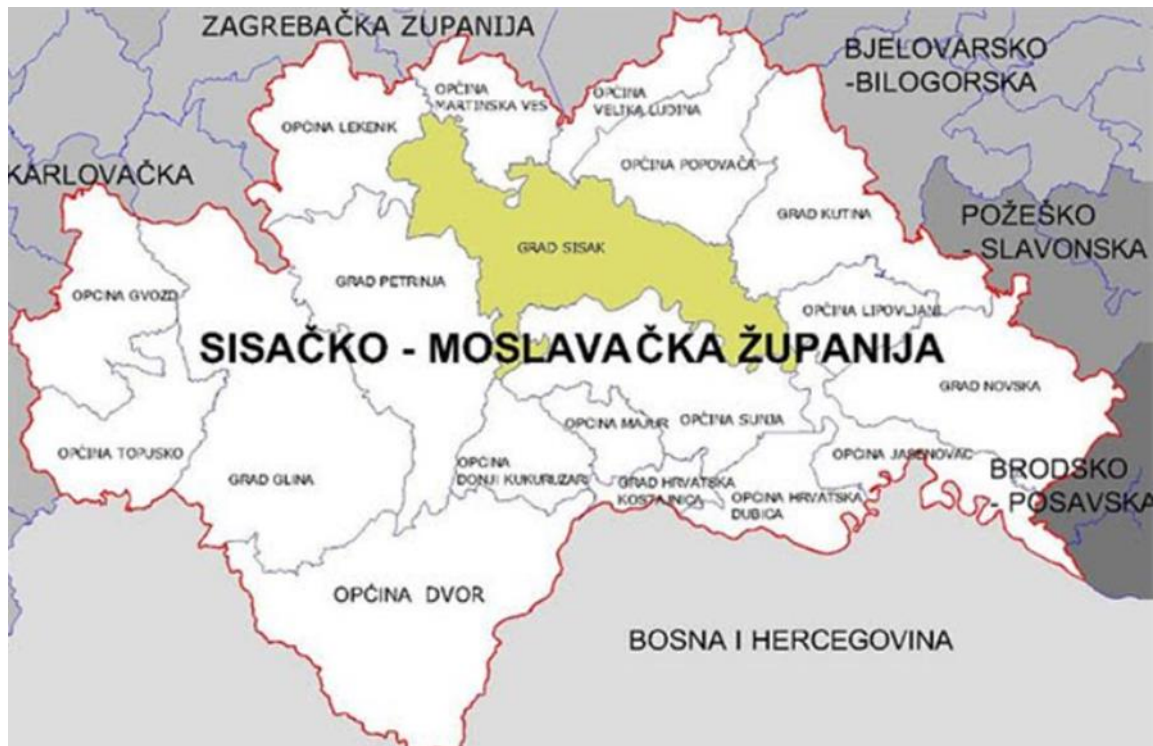 ZAGREBAČKA ŽUPANIJA
BJELOVARSKO
-BILOGORSKA
OPĆINA
MARTINSKA VES
OPĆINA
VELIKA LUDINA
OPĆINA LEKENIK
OPĆINA POPOVAČA
KARLOVAČKA
GRAD KUTINA
POŽEŠKO
- SLAVONSKA
GRAD SISAK
GRAD PETRINJA
OPĆINA GVOZD
OPĆINA LIPOVLJANI
SISAČKO - MOSLAVAČKA ŽUPANIJA
GRAD NOVSKA
OPĆINA MAJUR
OPĆINA SUNJA
OPĆINA TOPUSKO
OPĆINA JASENOVAC
GRAD GLINA
OPĆINA
DONJI KUKURUZARI
BRODSKO
- POSAVSKA
GRAD HRVATSKA
KOSTAJNICA
OPĆINA HRVATSKA
DUBICA
OPĆINA DVOR
BOSNA I HERCEGOVINA